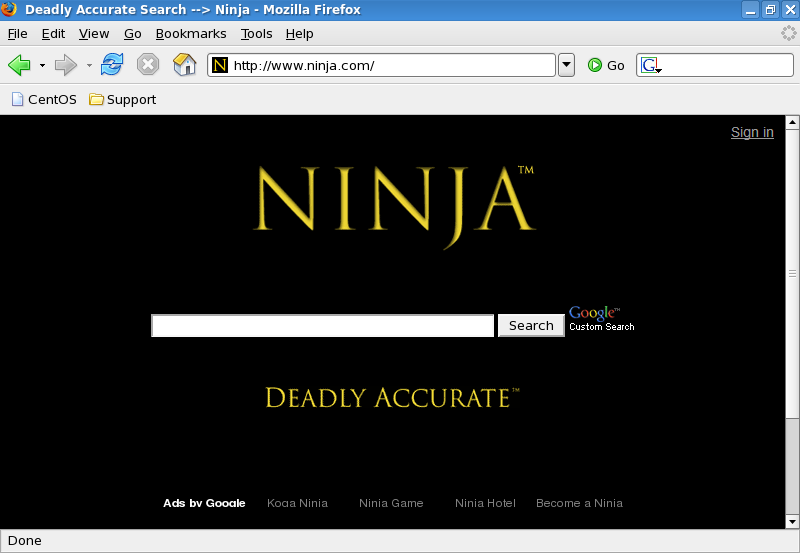 Deadly Accurate Search --> Ninja - Mozilla Firefox
File Edit View Go Bookmarks Tools Help
http://www.ninja.com/ Go G
CentOS Support
Sign in
NINJA™
Search Google™
Custom Search
DEADLY ACCURATE™
Ads by Google Koga Ninja Ninja Game Ninja Hotel Become a Ninja
Done